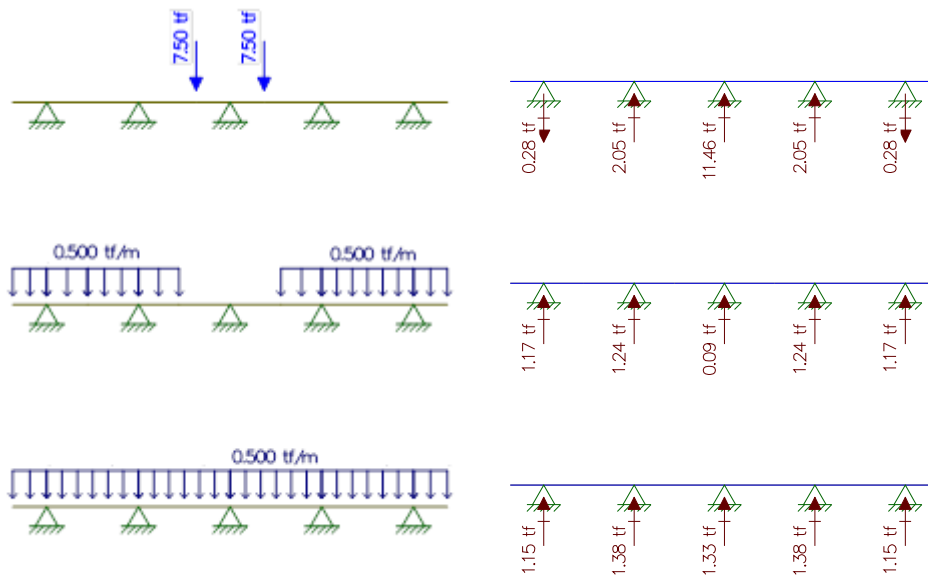 7.50 tf
7.50 tf
0.28 tf
2.05 tf
11.46 tf
2.05 tf
0.28 tf
0.500 tf/m
0.500 tf/m
1.17 tf
1.24 tf
0.09 tf
1.24 tf
1.17 tf
0.500 tf/m
1.15 tf
1.38 tf
1.33 tf
1.38 tf
1.15 tf